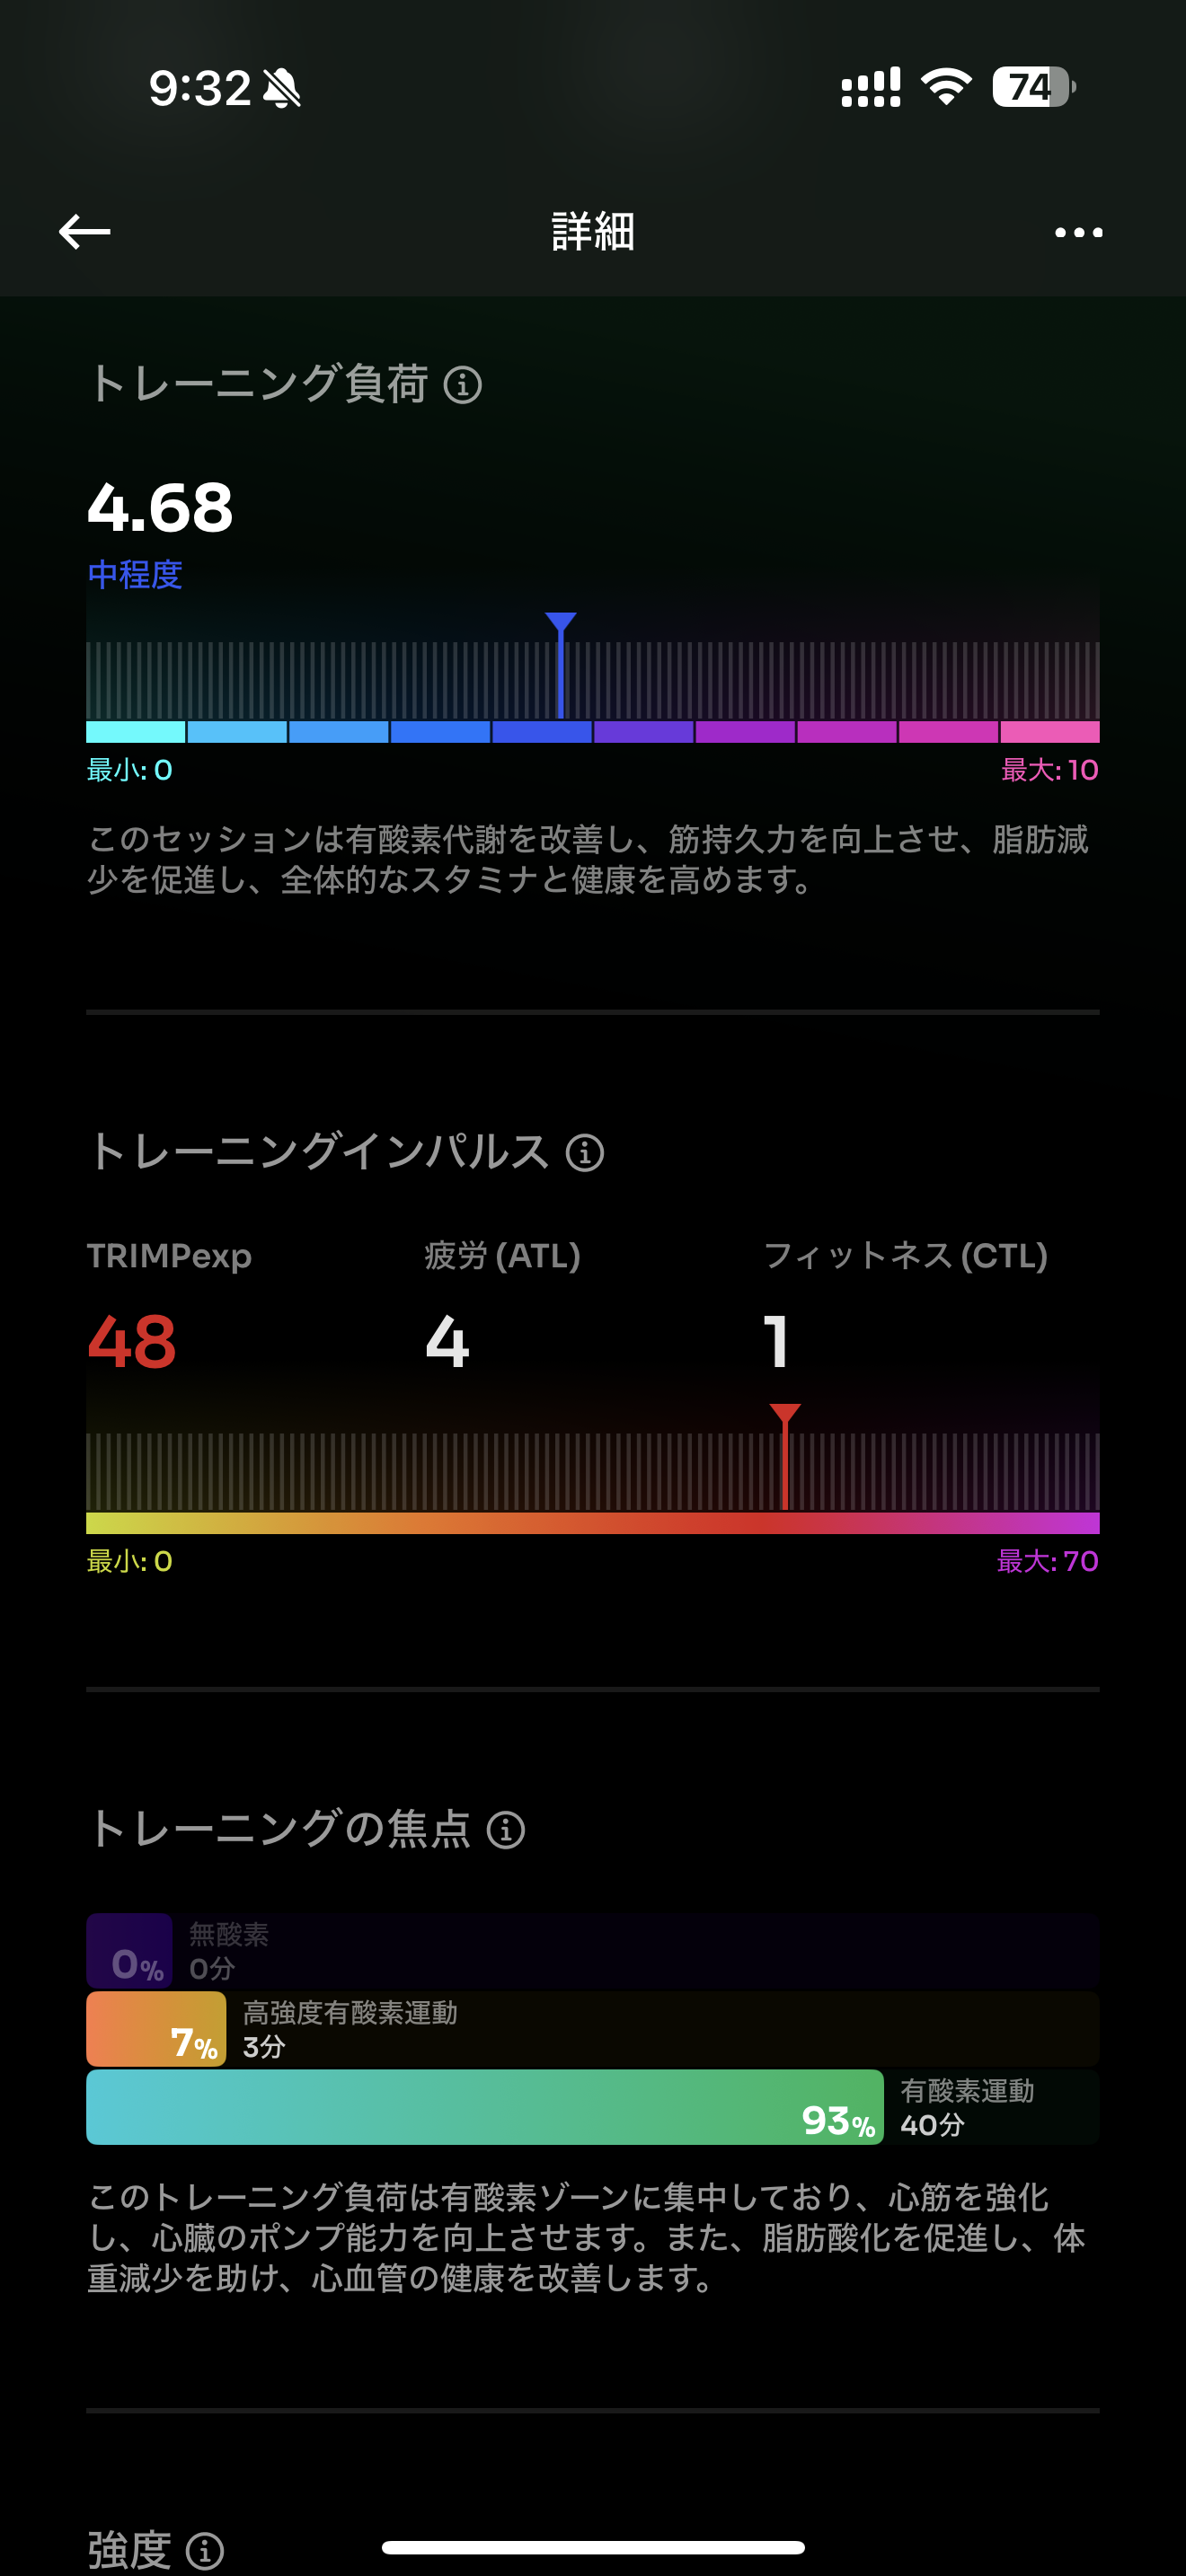 9:32
74
詳細
トレーニング負荷
4.68
中程度
最小: 0
最大: 10
このセッションは有酸素代謝を改善し、筋持久力を向上させ、脂肪減
少を促進し、全体的なスタミナと健康を高めます。
トレーニングインパルス
TRIMPexp
疲労 (ATL)
フィットネス (CTL)
48
4
1
最小: 0
最大: 70
トレーニングの焦点
0%
無酸素
0分
7%
高強度有酸素運動
3分
93%
有酸素運動
40分
このトレーニング負荷は有酸素ゾーンに集中しており、心筋を強化
し、心臓のポンプ能力を向上させます。また、脂肪酸化を促進し、体
重減少を助け、心血管の健康を改善します。
強度